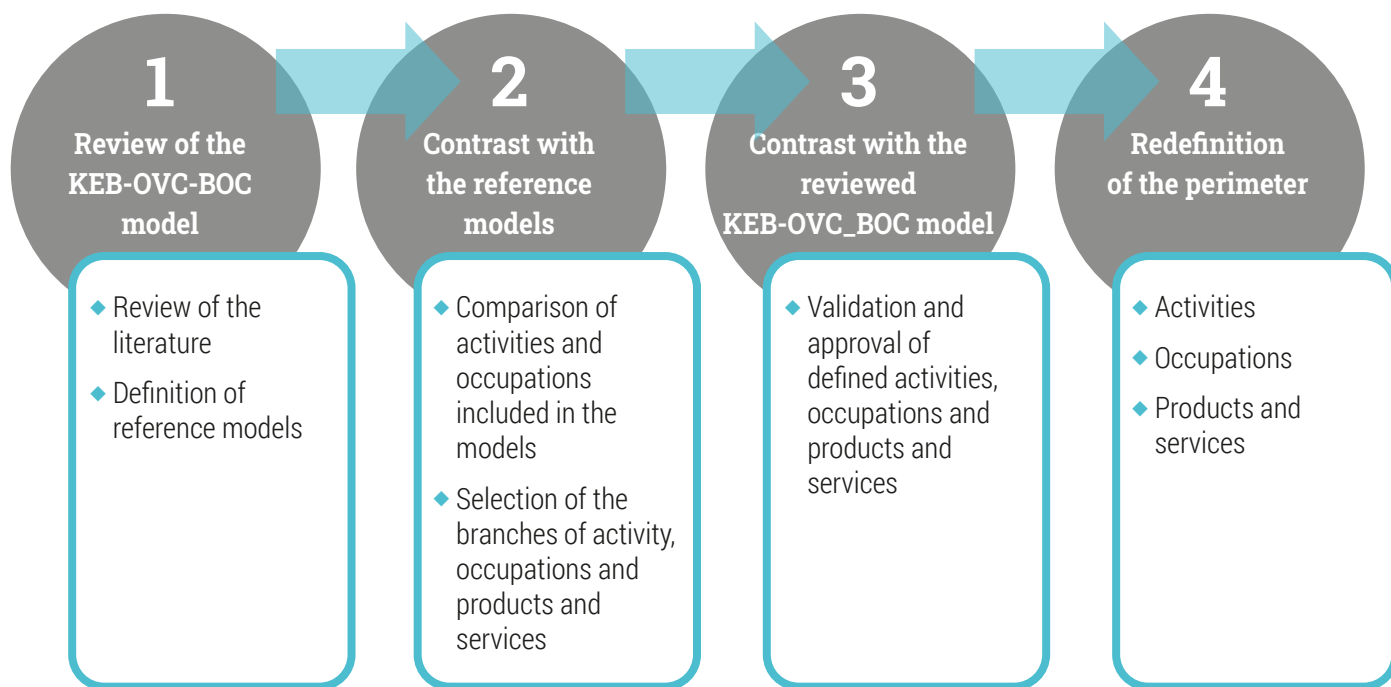 1
Review of the
KEB-OVC-BOC
model
Review of the
literature
Definition of
reference models
2
Contrast with
the reference
models
Comparison of
activities and
occupations
included in the
models
Selection of the
branches of activity,
occupations and
products and
services
3
Contrast with the
reviewed
KEB-OVC_BOC model
Validation and
approval of
defined activities,
occupations and
products and
services
4
Redefinition
of the perimeter
Activities
Occupations
Products and
services